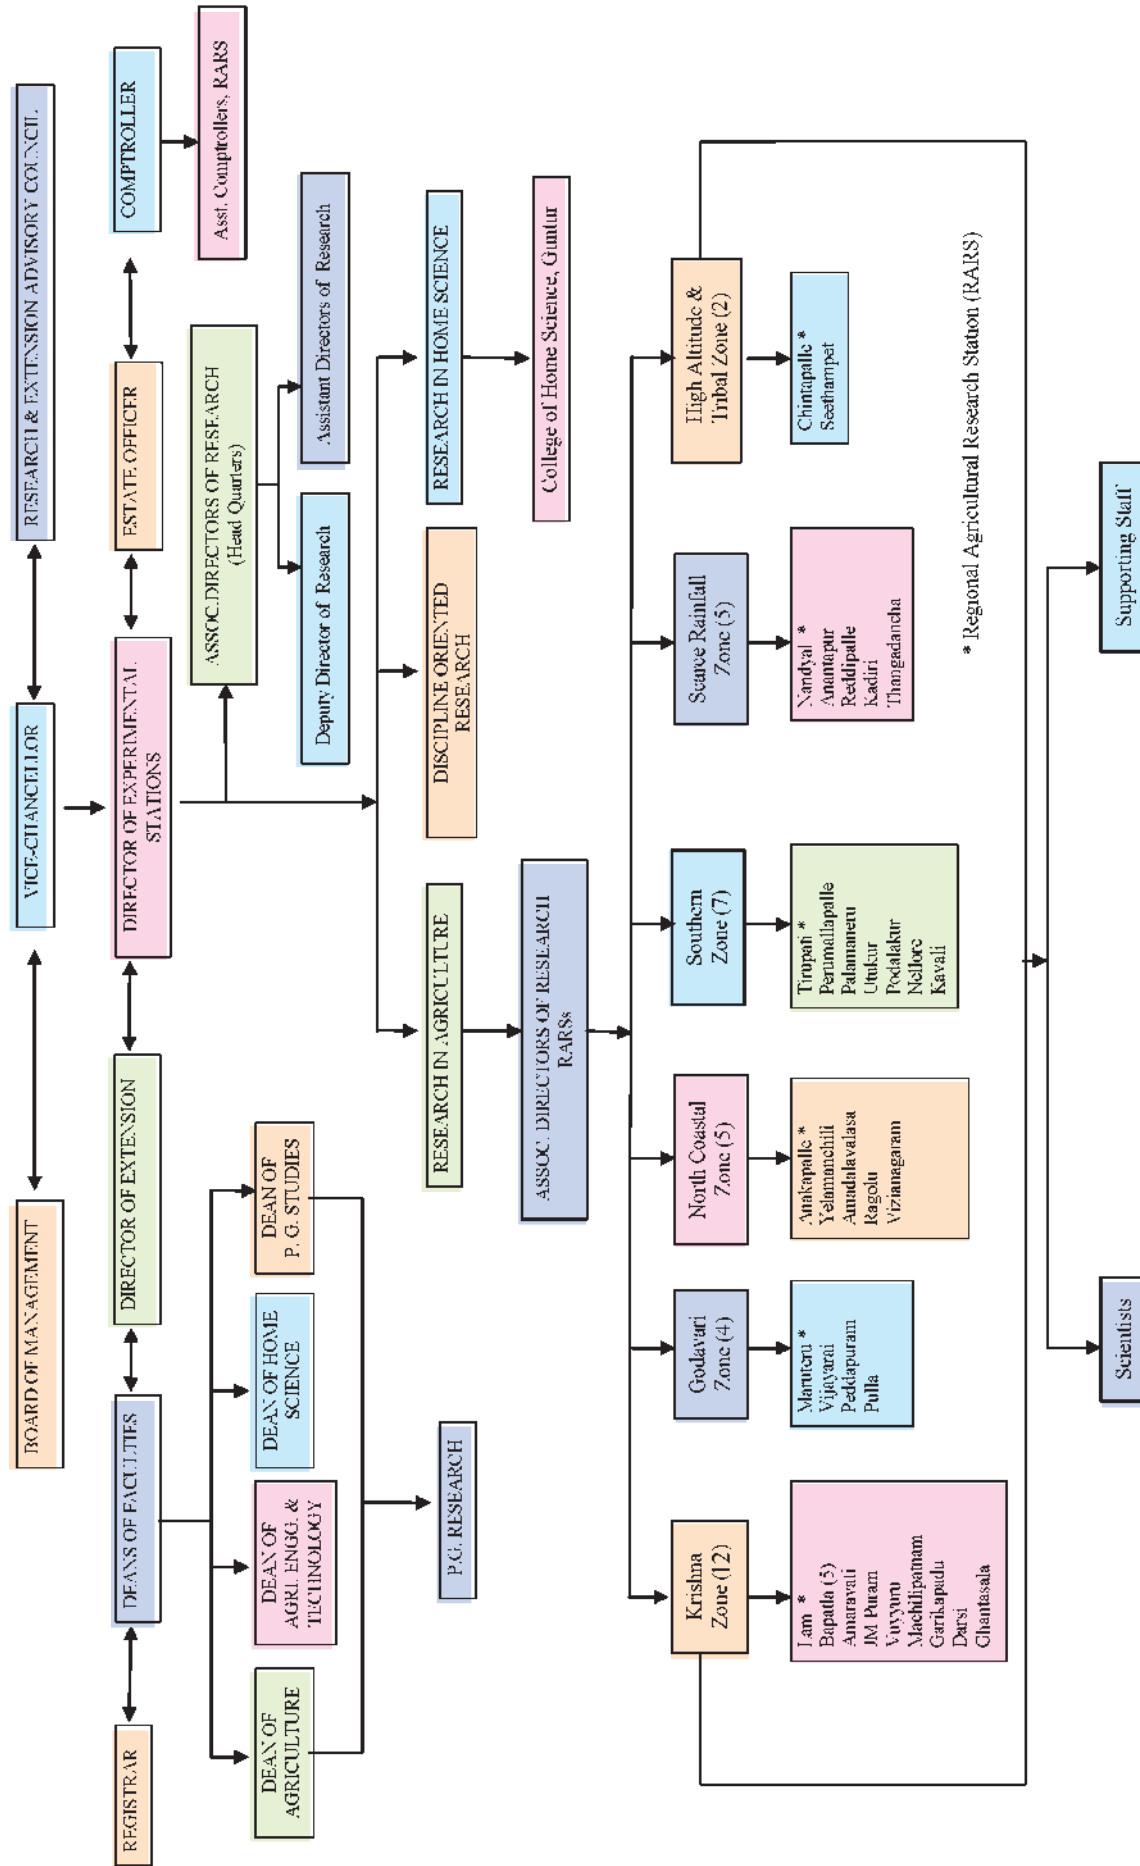 BOARD OF MANAGEMENT
VICE-CHANCELLOR
RESEARCH & EXTENSION ADVISORY COUNCIL
REGISTRAR
DEANS OF FACULTIES
DIRECTOR OF EXTENSION
DIRECTOR OF EXPERIMENTAL
STATIONS
ESTATE OFFICER
COMPTROLLER
Asst. Comptrollers, RARS
ASSOC.DIRECTORS OF RESEARCH
(Head Quarters)
DEAN OF
AGRICULTURE
DEAN OF
AGRI. ENGG. &
TECHNOLOGY
DEAN OF HOME
SCIENCE
DEAN OF
P. G. STUDIES
Deputy Director of Research
Assistant Directors of Research
P.G. RESEARCH
RESEARCH IN AGRICULTURE
DISCIPLINE ORIENTED
RESEARCH
RESEARCH IN HOME SCIENCE
ASSOC. DIRECTORS OF RESEARCH
RARSs
College of Home Science, Guntur
Krishna
Zone (12)
Godavari
Zone (4)
North Coastal
Zone (5)
Southern
Zone (7)
Scarce Rainfall
Zone (5)
High Altitude &
Tribal Zone (2)
Lam *
Bapatla (5)
Amaravati
JM Puram
Vuyyuru
Machilipatnam
Garikapadu
Darsi
Ghantasala
Maruteru *
Vijayarai
Peddapuram
Pulla
Anakapalle *
Yelamanchili
Amadalavalasa
Ragolu
Vizianagaram
Tirupati *
Perumallapalle
Palamaneru
Utukur
Podalakur
Nellore
Kavali
Nandyal *
Anantapur
Reddipalle
Kadiri
Thangadancha
Chintapalle *
Seethampet
* Regional Agricultural Research Station (RARS)
Scientists
Supporting Staff